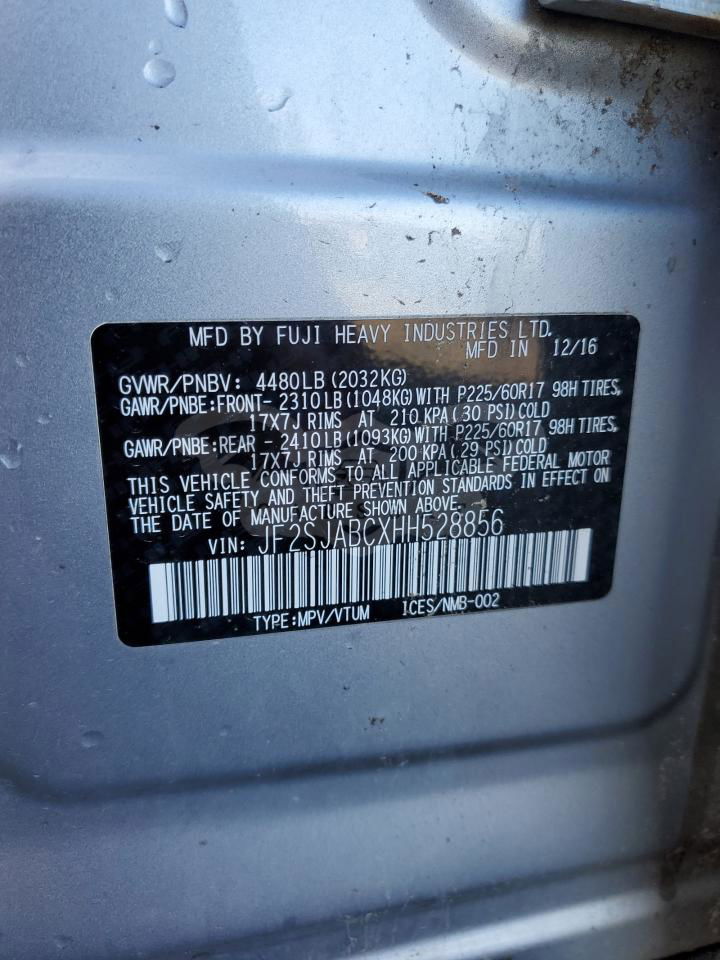 MFD BY FUJI HEAVY INDUSTRIES LTD.
MFD IN 12/16
GVWR/PNBV: 4480LB (2032KG)
GAWR/PNBE:FRONT- 2310LB (1048KG) WITH P225/60R17 98H TIRES,
17X7J RIMS AT 210 KPA (30 PSI) COLD
GAWR/PNBE:REAR - 2410LB (1093KG) WITH P225/60R17 98H TIRES,
17X7J RIMS AT 200 KPA (29 PSI) COLD
THIS VEHICLE CONFORMS TO ALL APPLICABLE FEDERAL MOTOR
VEHICLE SAFETY AND THEFT PREVENTION STANDARDS IN EFFECT ON
THE DATE OF MANUFACTURE SHOWN ABOVE.
VIN: JF2SJABCXHH528856
TYPE:MPV/VTUM ICES/NMB-002